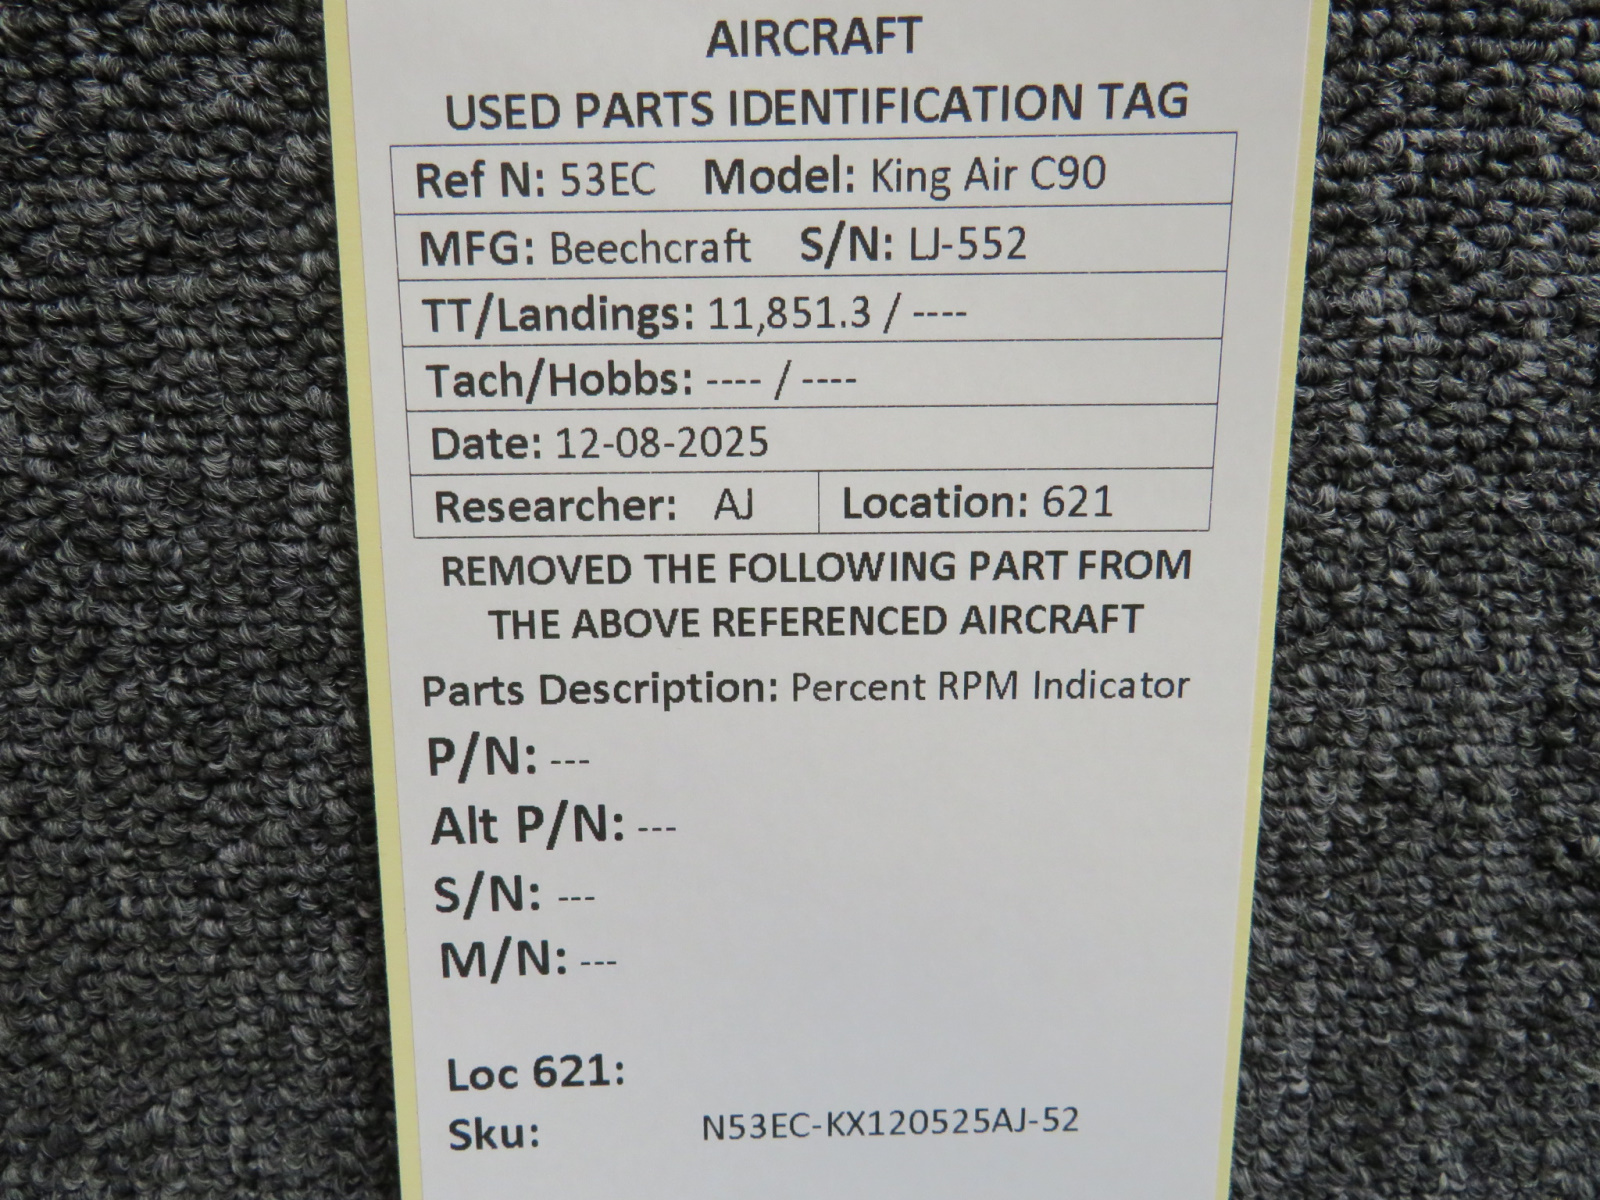 AIRCRAFT
USED PARTS IDENTIFICATION TAG
Ref N: 53EC Model: King Air C90
MFG: Beechcraft S/N: LJ-552
TT/Landings: 11,851.3 / ----
Tach/Hobbs: ---- / ----
Date: 12-08-2025
Researcher: AJ Location: 621
REMOVED THE FOLLOWING PART FROM
THE ABOVE REFERENCED AIRCRAFT
Parts Description: Percent RPM Indicator
P/N: ---
Alt P/N: ---
S/N: ---
M/N: ---
Loc 621:
Sku: N53EC-KX120525AJ-52